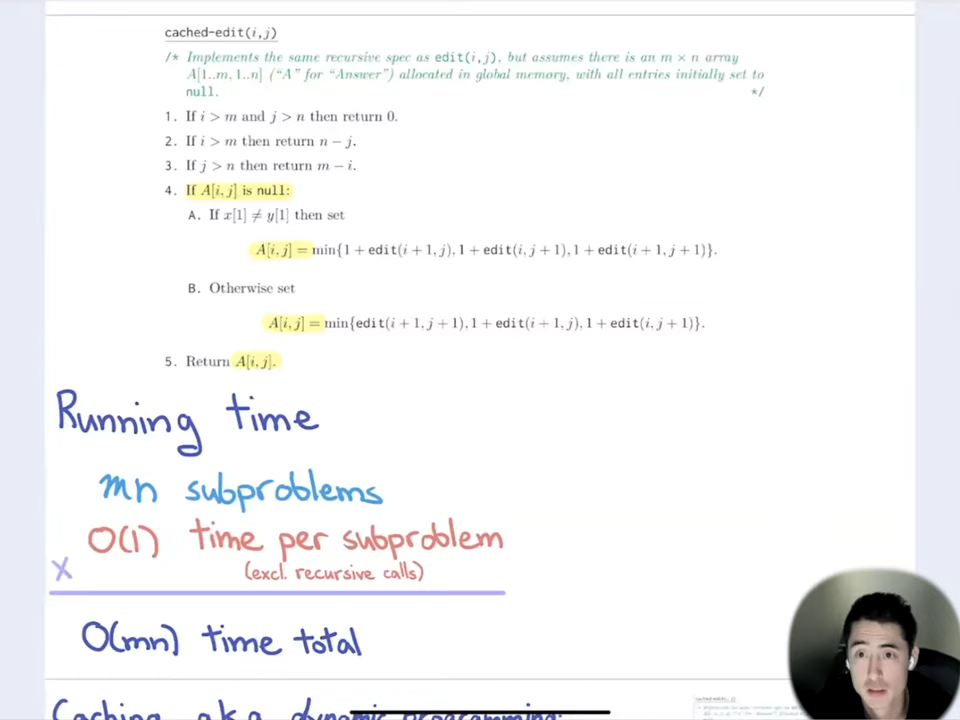 cached-edit(i,j)
/* Implements the same recursive spec as edit(i,j), but assumes there is an m × n array
A[1..m, 1..n] (“A” for “Answer”) allocated in global memory, with all entries initially set to
null. */
1. If i > m and j > n then return 0.
2. If i > m then return n − j.
3. If j > n then return m − i.
4. If A[i, j] is null:
A. If x[1] ≠ y[1] then set
A[i, j] = min{1 + edit(i + 1, j), 1 + edit(i, j + 1), 1 + edit(i + 1, j + 1)}.
B. Otherwise set
A[i, j] = min{edit(i + 1, j + 1), 1 + edit(i + 1, j), 1 + edit(i, j + 1)}.
5. Return A[i, j].
Running time
mn subproblems
O(1) time per subproblem
× (excl. recursive calls)
O(mn) time total
Caching a.k.a dynamic programming: